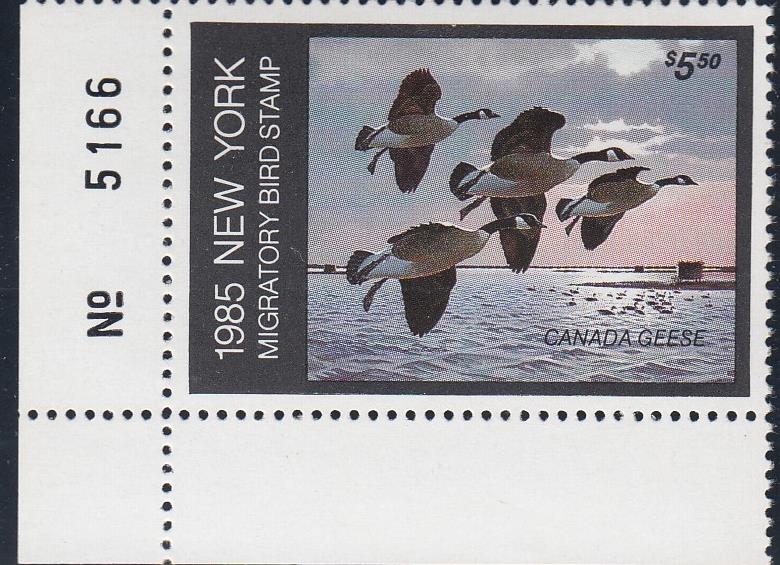 Nº 5166
1985 NEW YORK
MIGRATORY BIRD STAMP
$5.50
CANADA GEESE